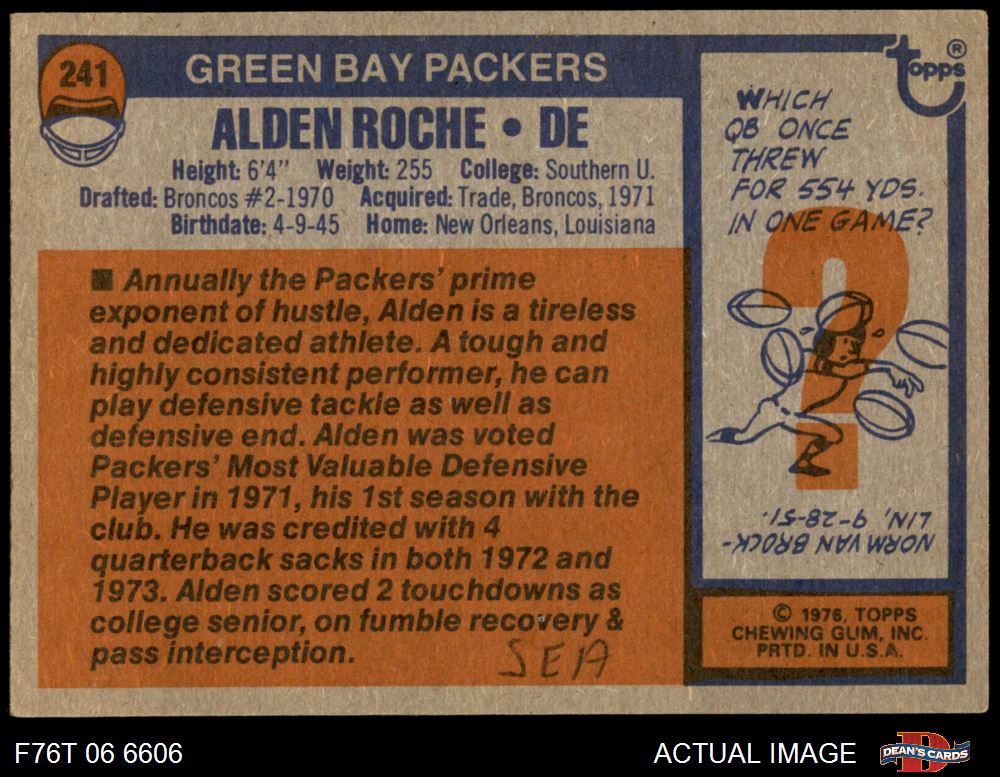 241
GREEN BAY PACKERS
ALDEN ROCHE • DE
Height: 6'4" Weight: 255 College: Southern U.
Drafted: Broncos #2-1970 Acquired: Trade, Broncos, 1971
Birthdate: 4-9-45 Home: New Orleans, Louisiana
■ Annually the Packers' prime
exponent of hustle, Alden is a tireless
and dedicated athlete. A tough and
highly consistent performer, he can
play defensive tackle as well as
defensive end. Alden was voted
Packers' Most Valuable Defensive
Player in 1971, his 1st season with the
club. He was credited with 4
quarterback sacks in both 1972 and
1973. Alden scored 2 touchdowns as
college senior, on fumble recovery &
pass interception.
SEA
Topps®
WHICH
QB ONCE
THREW
FOR 554 YDS.
IN ONE GAME?
?
NORM VAN BROCK-
LIN, 9-28-51.
© 1976, TOPPS
CHEWING GUM, INC.
PRTD. IN U.S.A.
F76T 06 6606
ACTUAL IMAGE
D
DEAN'S CARDS